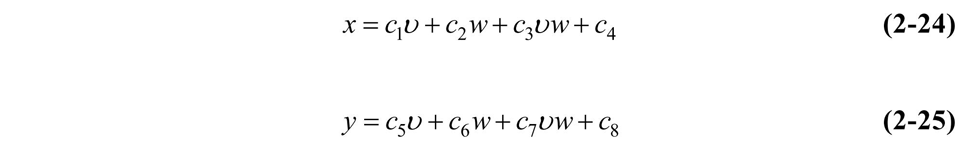 x = c₁υ + c₂w + c₃υw + c₄ (2-24)
y = c₅υ + c₆w + c₇υw + c₈ (2-25)